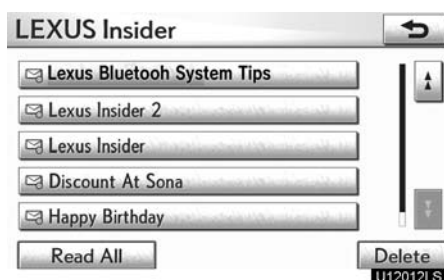 LEXUS Insider
Lexus Bluetooh System Tips
Lexus Insider 2
Lexus Insider
Discount At Sona
Happy Birthday
Read All
Delete
U12012LS